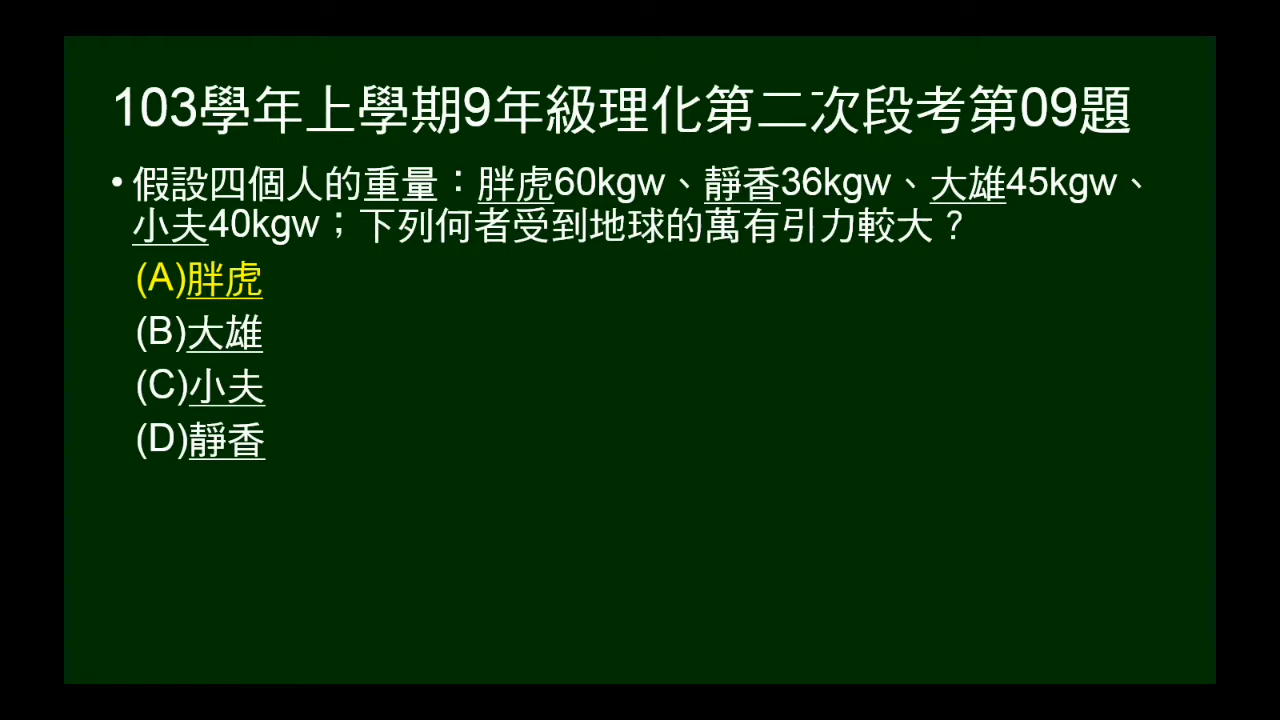 103學年上學期9年級理化第二次段考第09題
•假設四個人的重量：胖虎60kgw、靜香36kgw、大雄45kgw、
小夫40kgw；下列何者受到地球的萬有引力較大？
(A)胖虎
(B)大雄
(C)小夫
(D)靜香